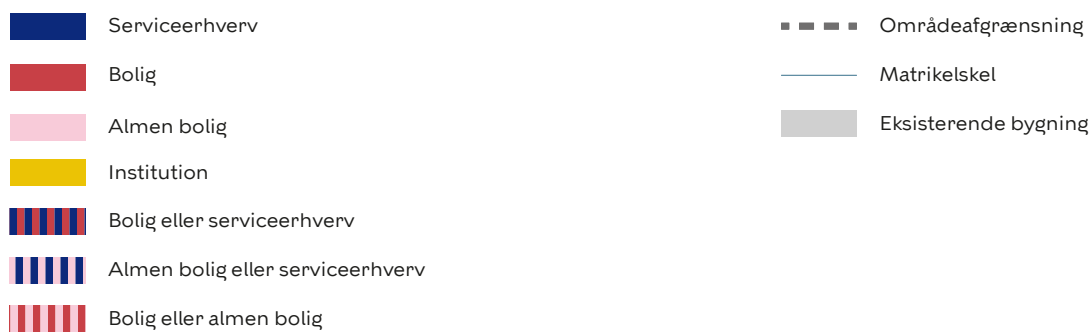 Serviceerhverv
Bolig
Almen bolig
Institution
Bolig eller serviceerhverv
Almen bolig eller serviceerhverv
Bolig eller almen bolig
Områdeafgrænsning
Matrikelskel
Eksisterende bygning